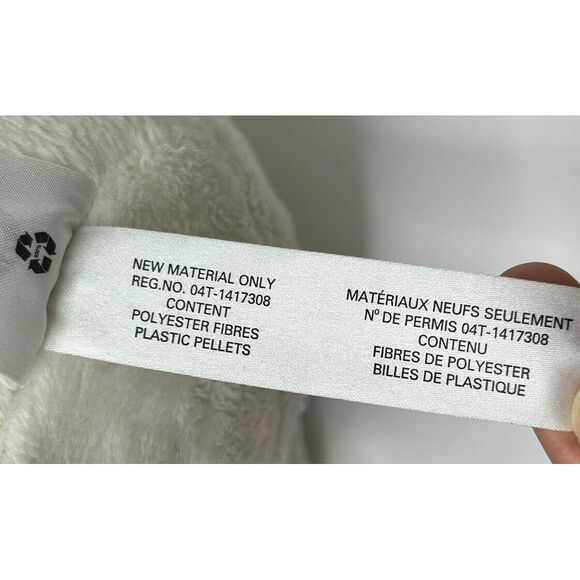 NEW MATERIAL ONLY
REG.NO. 04T-1417308
CONTENT
POLYESTER FIBRES
PLASTIC PELLETS
MATÉRIAUX NEUFS SEULEMENT
Nº DE PERMIS 04T-1417308
CONTENU
FIBRES DE POLYESTER
BILLES DE PLASTIQUE